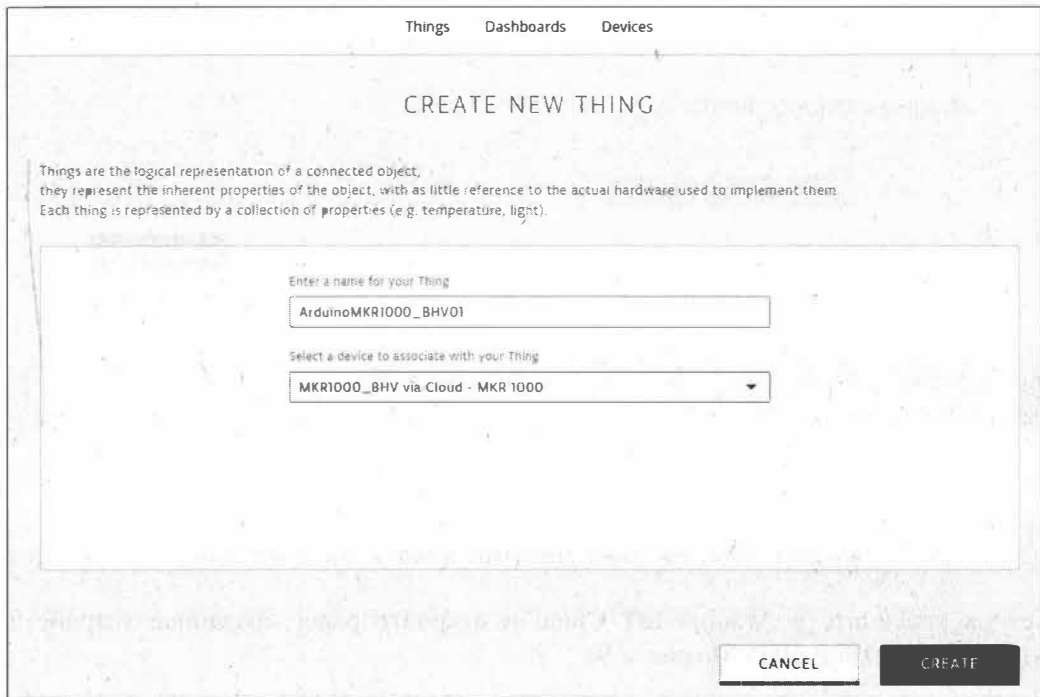 Things Dashboards Devices
CREATE NEW THING
Things are the logical representation of a connected object,
they represent the inherent properties of the object, with as little reference to the actual hardware used to implement them
Each thing is represented by a collection of properties (e g. temperature, light).
Enter a name for your Thing
ArduinoMKR1000_BHV01
Select a device to associate with your Thing
MKR1000_BHV via Cloud - MKR 1000
CANCEL CREATE